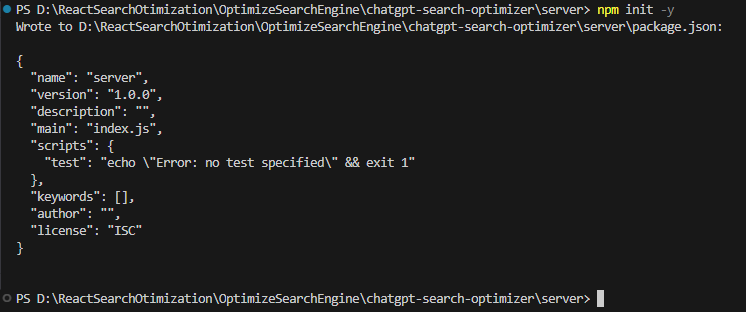 PS D:\ReactSearchOtimization\OptimizeSearchEngine\chatgpt-search-optimizer\server> npm init -y
Wrote to D:\ReactSearchOtimization\OptimizeSearchEngine\chatgpt-search-optimizer\server\package.json:
{
  "name": "server",
  "version": "1.0.0",
  "description": "",
  "main": "index.js",
  "scripts": {
    "test": "echo \"Error: no test specified\" && exit 1"
  },
  "keywords": [],
  "author": "",
  "license": "ISC"
}
PS D:\ReactSearchOtimization\OptimizeSearchEngine\chatgpt-search-optimizer\server>